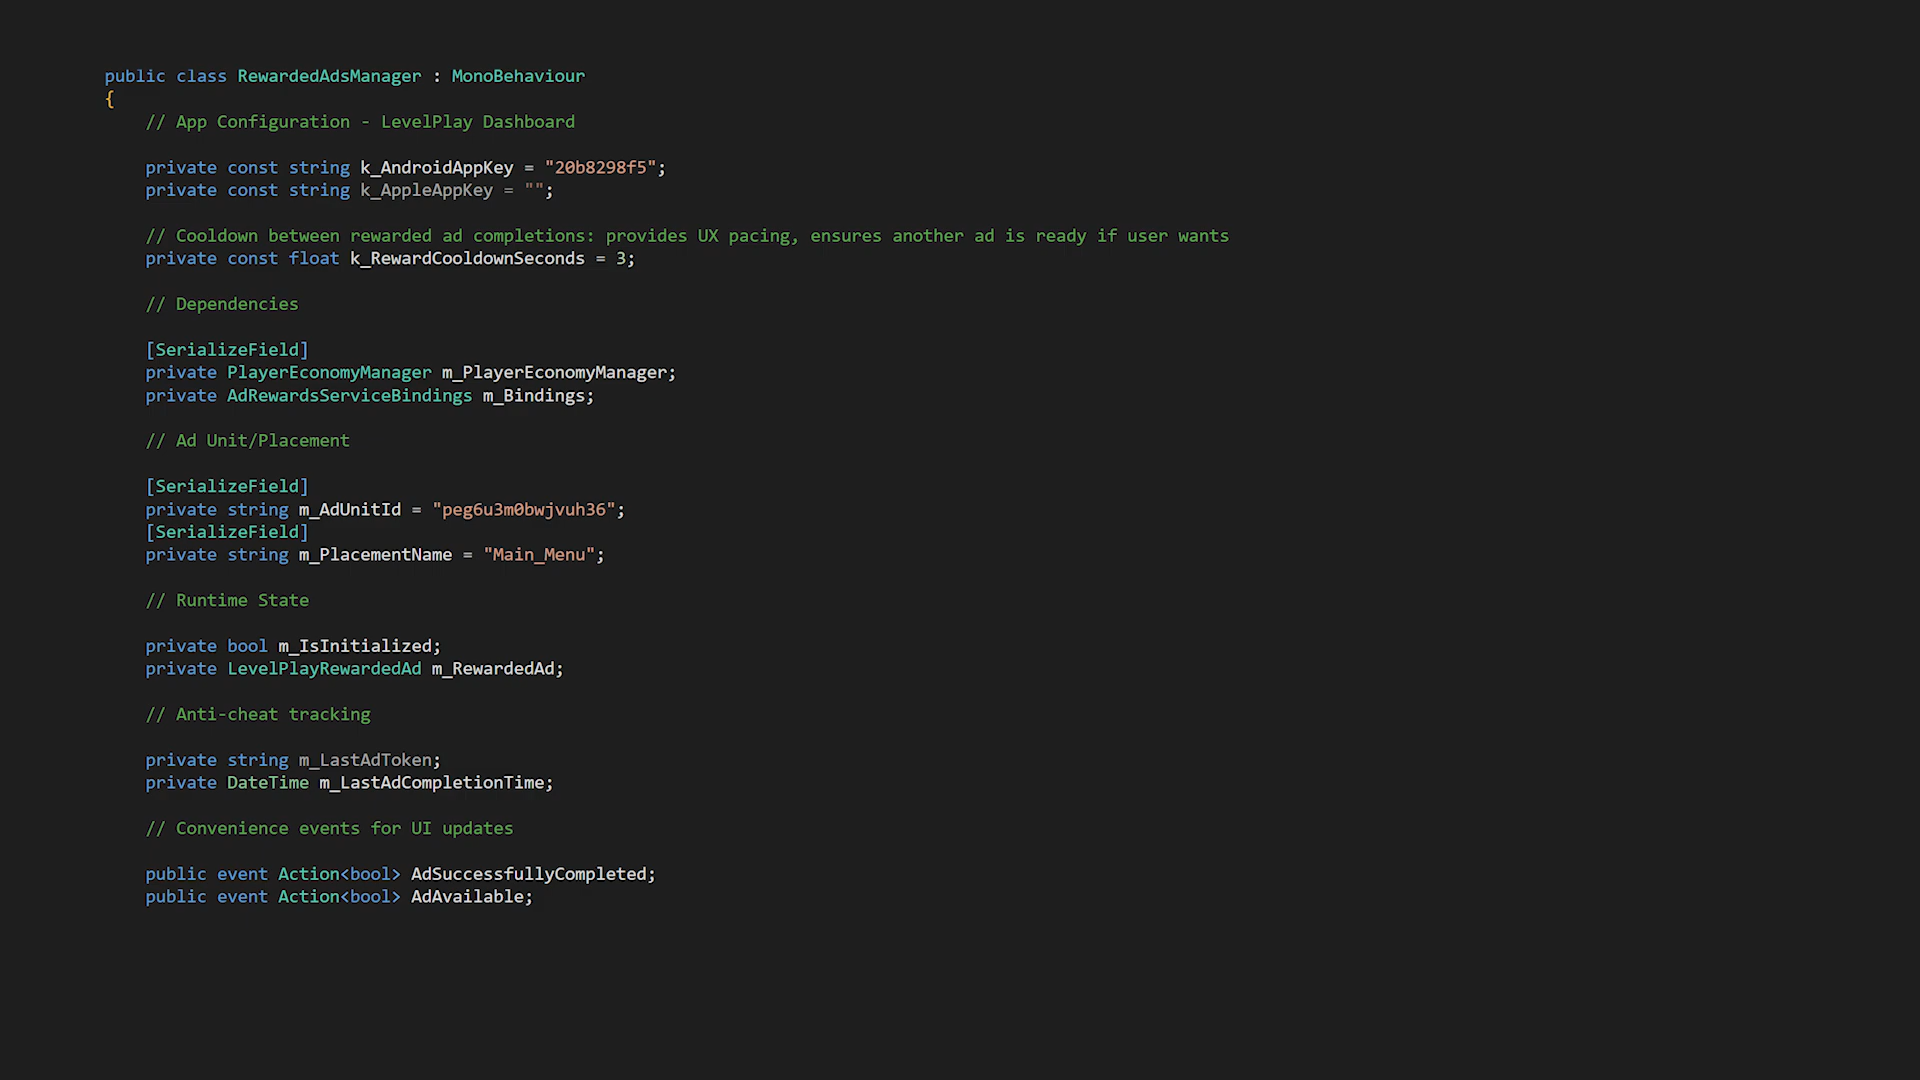 public class RewardedAdsManager : MonoBehaviour
{
// App Configuration - LevelPlay Dashboard
private const string k_AndroidAppKey = "20b8298f5";
private const string k_AppleAppKey = "";
// Cooldown between rewarded ad completions: provides UX pacing, ensures another ad is ready if user wants
private const float k_RewardCooldownSeconds = 3;
// Dependencies
[SerializeField]
private PlayerEconomyManager m_PlayerEconomyManager;
private AdRewardsServiceBindings m_Bindings;
// Ad Unit/Placement
[SerializeField]
private string m_AdUnitId = "peg6u3m0bwjvuh36";
[SerializeField]
private string m_PlacementName = "Main_Menu";
// Runtime State
private bool m_IsInitialized;
private LevelPlayRewardedAd m_RewardedAd;
// Anti-cheat tracking
private string m_LastAdToken;
private DateTime m_LastAdCompletionTime;
// Convenience events for UI updates
public event Action<bool> AdSuccessfullyCompleted;
public event Action<bool> AdAvailable;